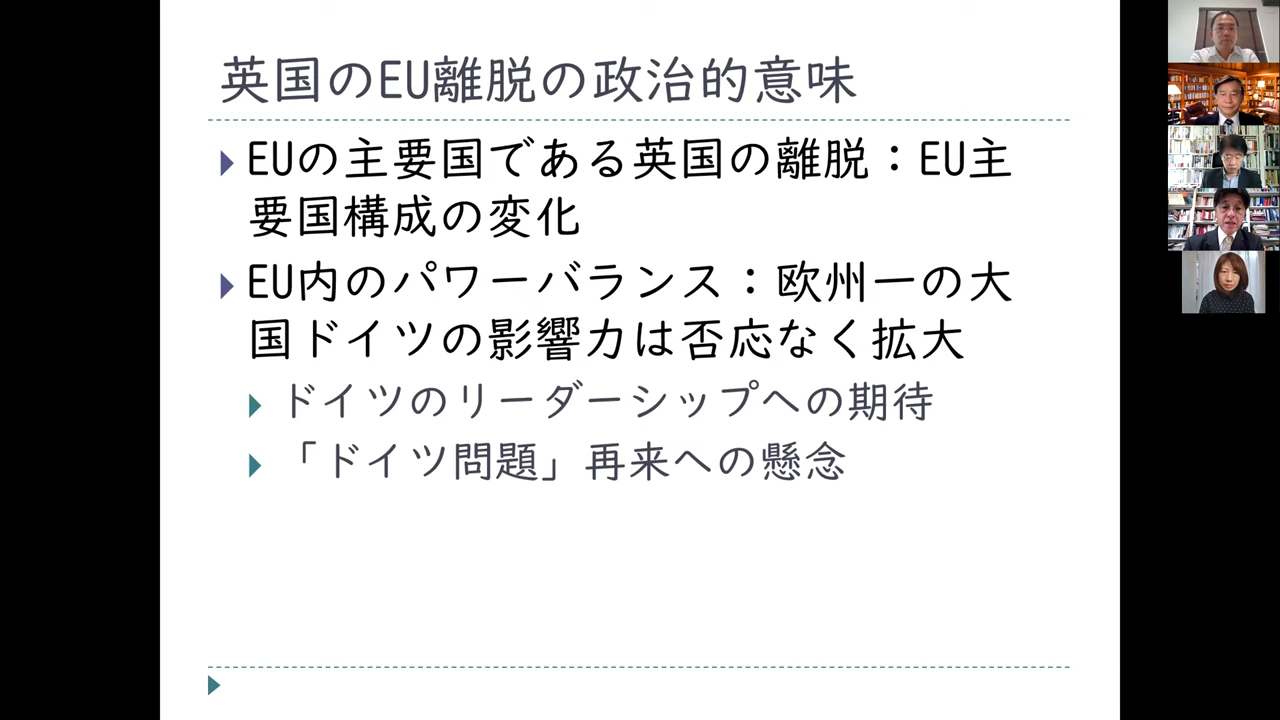 英国のEU離脱の政治的意味
EUの主要国である英国の離脱：EU主
要国構成の変化
EU内のパワーバランス：欧州一の大
国ドイツの影響力は否応なく拡大
ドイツのリーダーシップへの期待
「ドイツ問題」再来への懸念